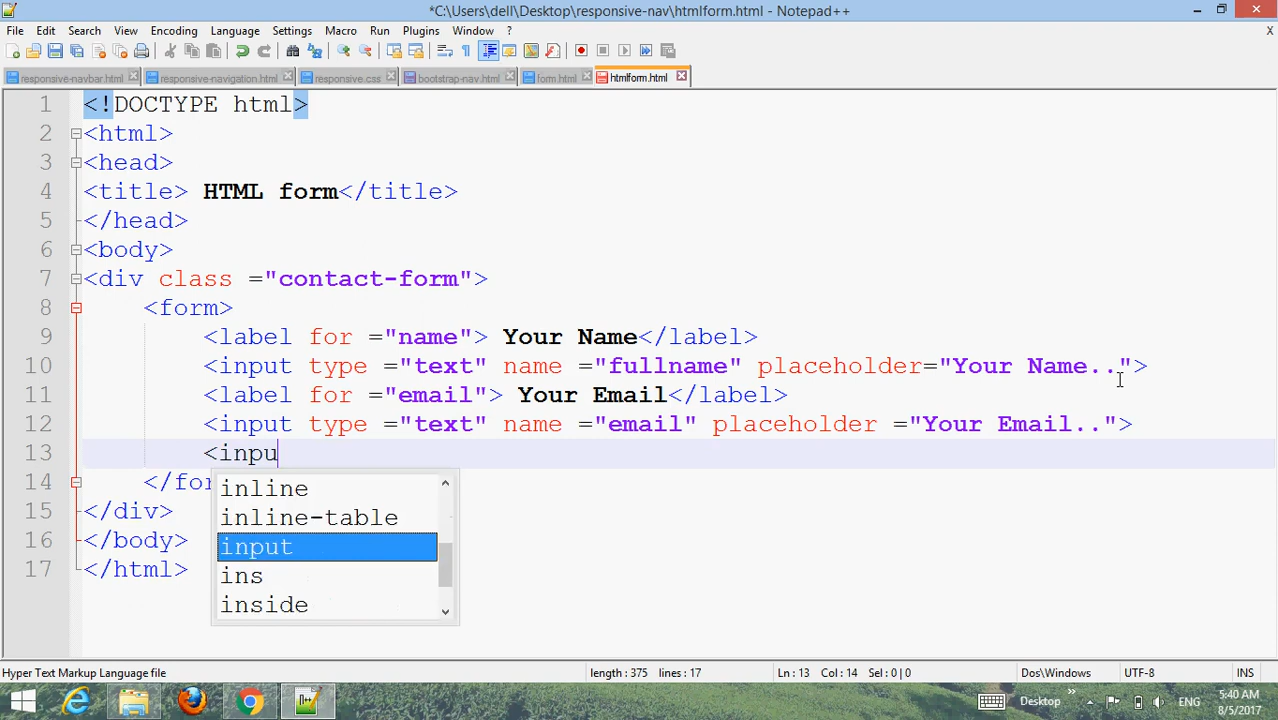 *C:\Users\dell\Desktop\responsive-nav\htmlform.html - Notepad++
File Edit Search View Encoding Language Settings Macro Run Plugins Window ?
X
responsive-navbar.html responsive-navigation.html responsive.css bootstrap-nav.html form.html htmlform.html
1 <!DOCTYPE html>
2 <html>
3 <head>
4 <title> HTML form</title>
5 </head>
6 <body>
7 <div class ="contact-form">
8 <form>
9 <label for ="name"> Your Name</label>
10 <input type ="text" name ="fullname" placeholder="Your Name..">
11 <label for ="email"> Your Email</label>
12 <input type ="text" name ="email" placeholder ="Your Email..">
13 <inpu
14 </for
inline
inline-table
input
ins
inside
15 </div>
16 </body>
17 </html>
Hyper Text Markup Language file length : 375 lines : 17 Ln : 13 Col : 14 Sel : 0 | 0 Dos\Windows UTF-8 INS
Desktop ENG 5:40 AM
8/5/2017